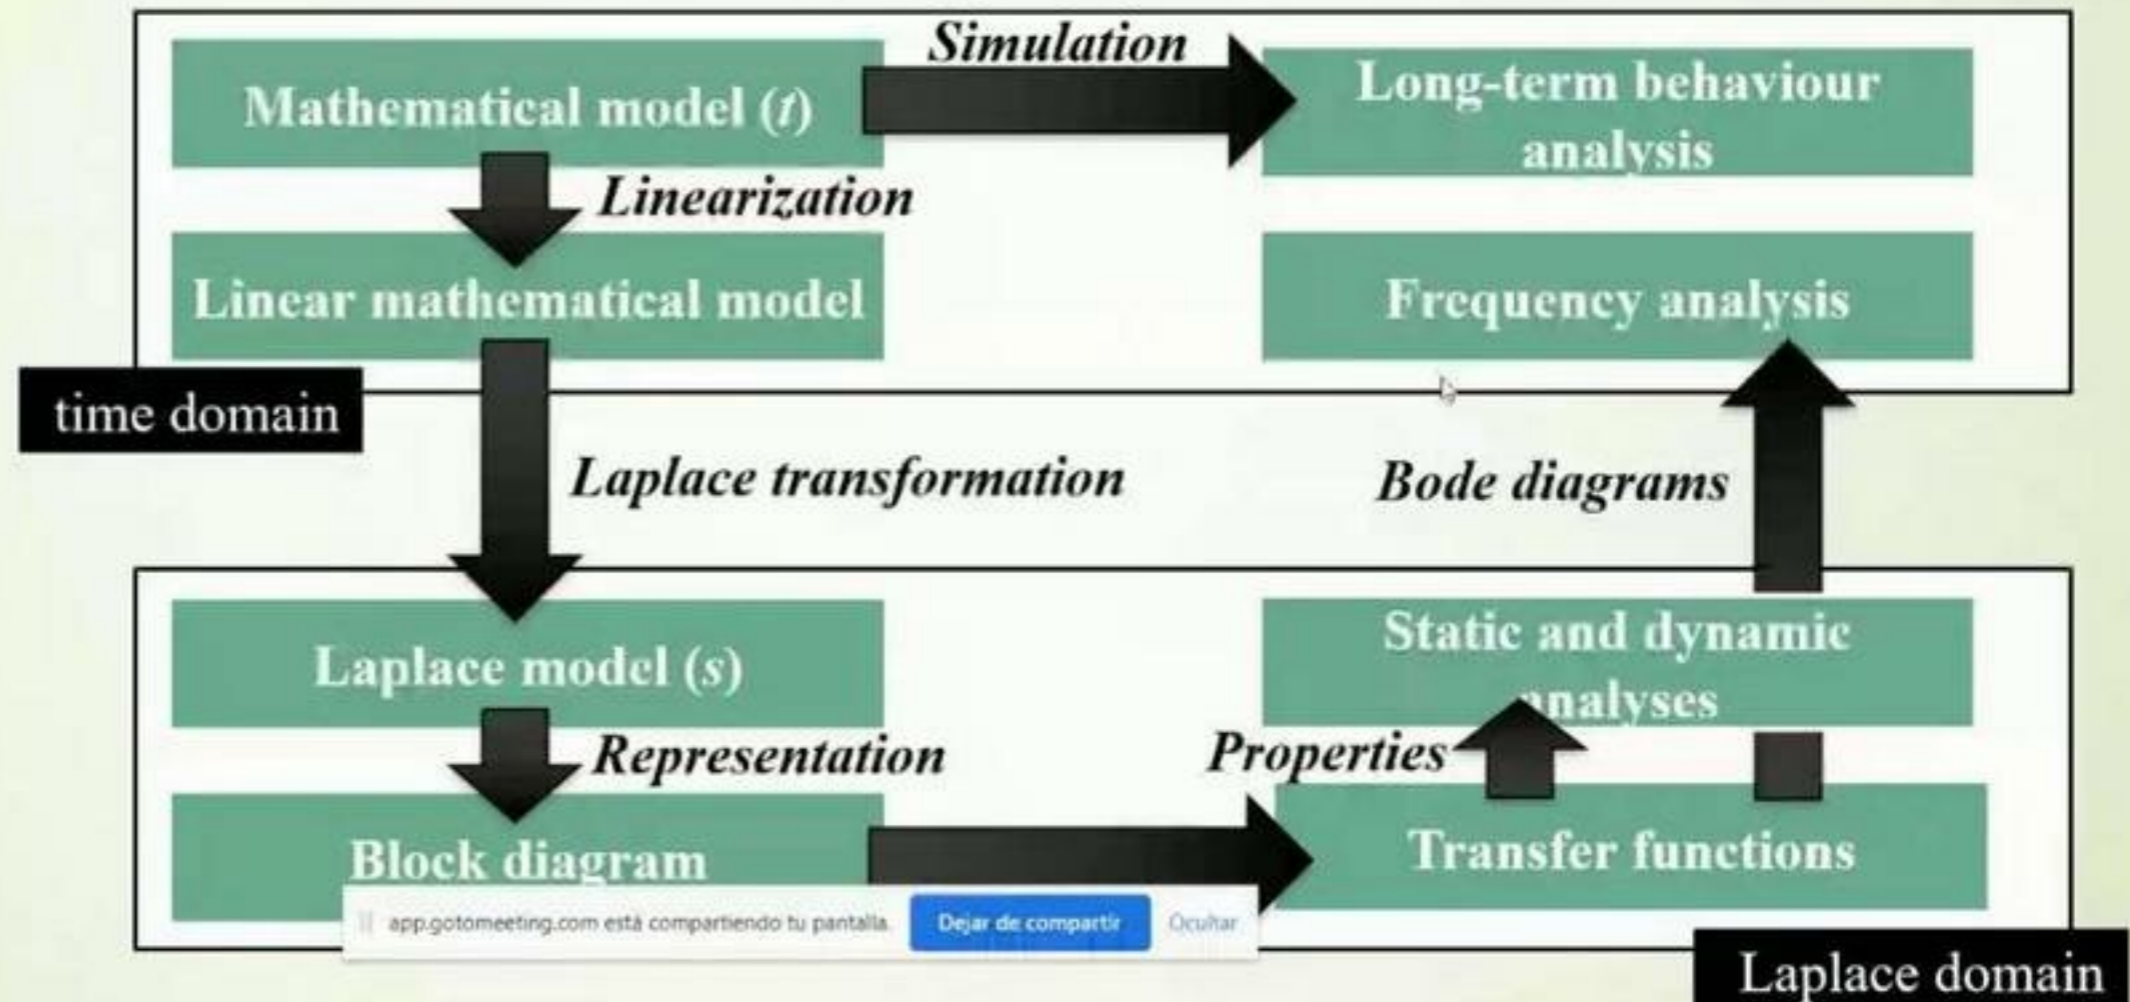 Simulation
Mathematical model (t)
Long-term behaviour
analysis
Linearization
Linear mathematical model
Frequency analysis
time domain
Laplace transformation
Bode diagrams
Laplace model (s)
Static and dynamic
analyses
Representation
Properties
Block diagram
Transfer functions
app.gotomeeting.com está compartiendo tu pantalla.
Dejar de compartir
Ocultar
Laplace domain